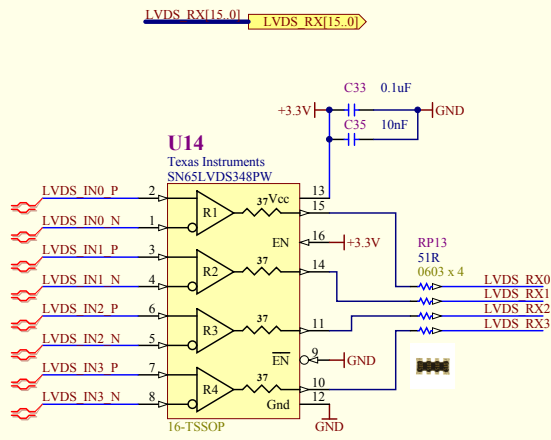 LVDS_RX[15..0] LVDS_RX[15..0]
C33 0.1uF
+3.3V GND
C35 10nF
U14
Texas Instruments
SN65LVDS348PW
LVDS_IN0_P 2 37 Vcc 13
R1 15
LVDS_IN0_N 1
EN 16 +3.3V
RP13
51R
0603 x 4
LVDS_IN1_P 3 37 14
R2
LVDS_IN1_N 4
LVDS_RX0
LVDS_RX1
LVDS_RX2
LVDS_RX3
LVDS_IN2_P 6 37 11
R3
LVDS_IN2_N 5
EN 9 GND
LVDS_IN3_P 7 37 10
R4
LVDS_IN3_N 8 Gnd 12
16-TSSOP GND